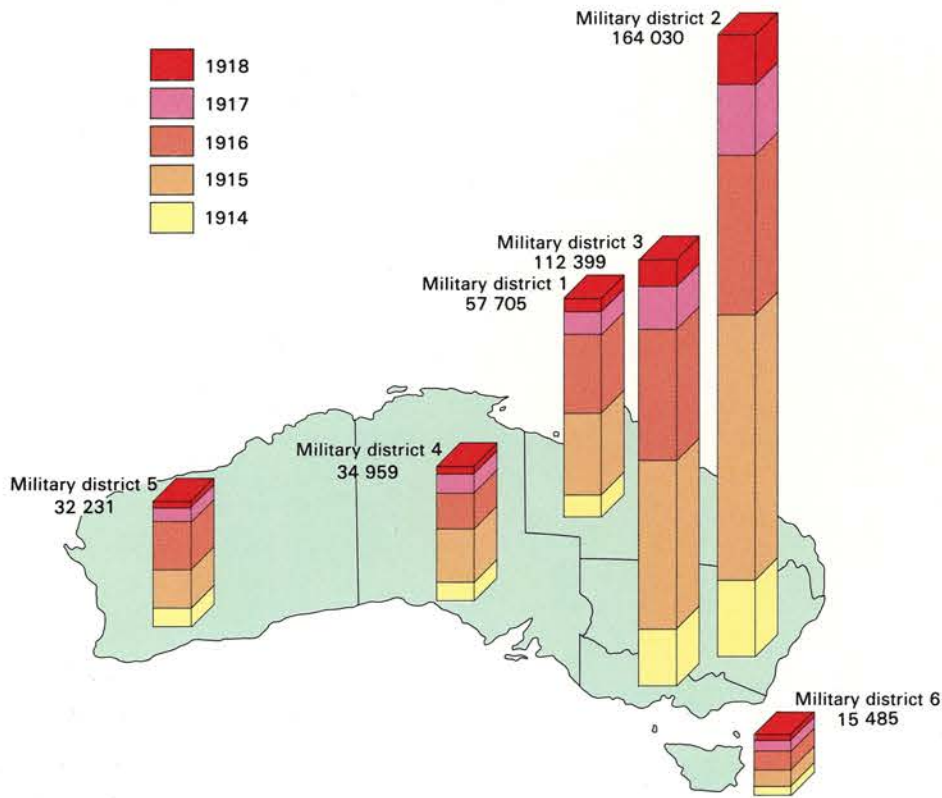 Military district 2
164 030
1918
1917
1916
1915
1914
Military district 3
112 399
Military district 1
57 705
Military district 4
34 959
Military district 5
32 231
Military district 6
15 485